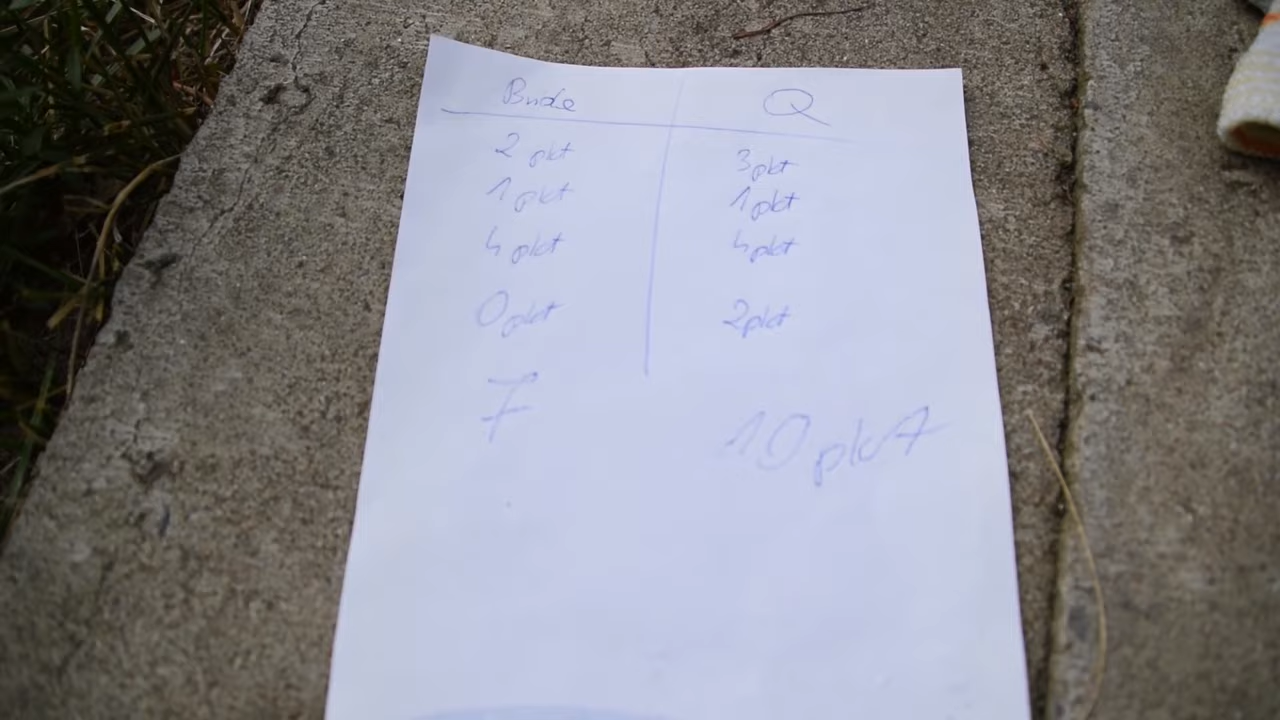 Bude Q
2 pkt 3 pkt
1 pkt 1 pkt
4 pkt 4 pkt
0 pkt 2 pkt
7 10 pkt